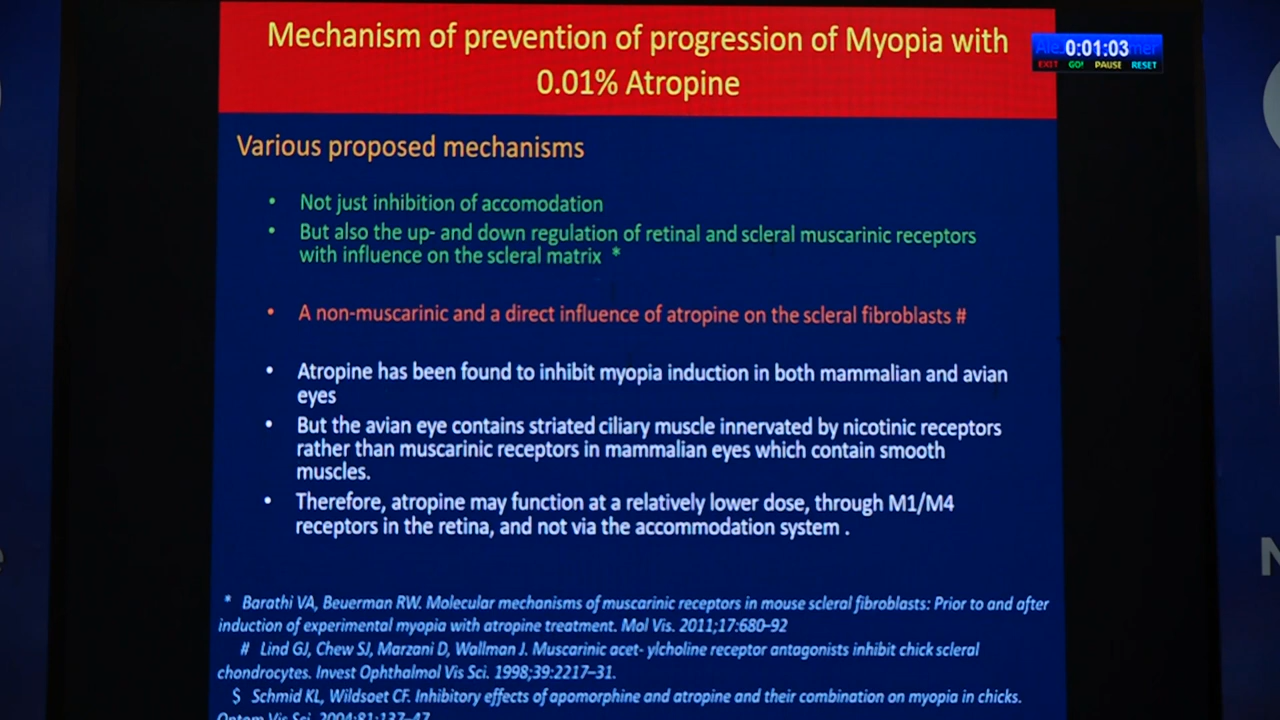 Mechanism of prevention of progression of Myopia with
0.01% Atropine
0:01:03
EXIT GO! PAUSE RESET
Various proposed mechanisms
• Not just inhibition of accomodation
• But also the up- and down regulation of retinal and scleral muscarinic receptors
with influence on the scleral matrix *
• A non-muscarinic and a direct influence of atropine on the scleral fibroblasts #
• Atropine has been found to inhibit myopia induction in both mammalian and avian
eyes
• But the avian eye contains striated ciliary muscle innervated by nicotinic receptors
rather than muscarinic receptors in mammalian eyes which contain smooth
muscles.
• Therefore, atropine may function at a relatively lower dose, through M1/M4
receptors in the retina, and not via the accommodation system .
* Barathi VA, Beuerman RW. Molecular mechanisms of muscarinic receptors in mouse scleral fibroblasts: Prior to and after
induction of experimental myopia with atropine treatment. Mol Vis. 2011;17:680–92
# Lind GJ, Chew SJ, Marzani D, Wallman J. Muscarinic acet- ylcholine receptor antagonists inhibit chick scleral
chondrocytes. Invest Ophthalmol Vis Sci. 1998;39:2217–31.
$ Schmid KL, Wildsoet CF. Inhibitory effects of apomorphine and atropine and their combination on myopia in chicks.
Optom Vis Sci. 2004;81:137–47